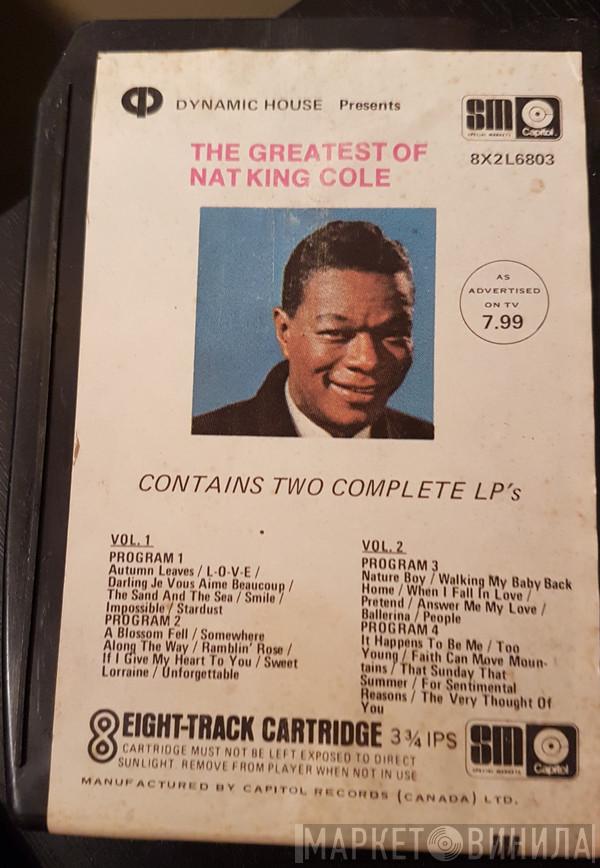 DYNAMIC HOUSE Presents
SM
SPECIAL MARKETS
Capitol
8X2L6803
THE GREATEST OF
NAT KING COLE
AS
ADVERTISED
ON TV
7.99
CONTAINS TWO COMPLETE LP's
VOL. 1
PROGRAM 1
Autumn Leaves / L-O-V-E /
Darling Je Vous Aime Beaucoup /
The Sand And The Sea / Smile /
Impossible / Stardust
PROGRAM 2
A Blossom Fell / Somewhere
Along The Way / Ramblin' Rose /
If I Give My Heart To You / Sweet
Lorraine / Unforgettable
VOL. 2
PROGRAM 3
Nature Boy / Walking My Baby Back
Home / When I Fall In Love /
Pretend / Answer Me My Love /
Ballerina / People
PROGRAM 4
It Happens To Be Me / Too
Young / Faith Can Move Moun-
tains / That Sunday That
Summer / For Sentimental
Reasons / The Very Thought Of
You
8 EIGHT-TRACK CARTRIDGE 3 3/4 IPS
CARTRIDGE MUST NOT BE LEFT EXPOSED TO DIRECT
SUNLIGHT. REMOVE FROM PLAYER WHEN NOT IN USE
SM
SPECIAL MARKETS
Capitol
MANUFACTURED BY CAPITOL RECORDS (CANADA) LTD.
МАРКЕТ ВИНИЛА